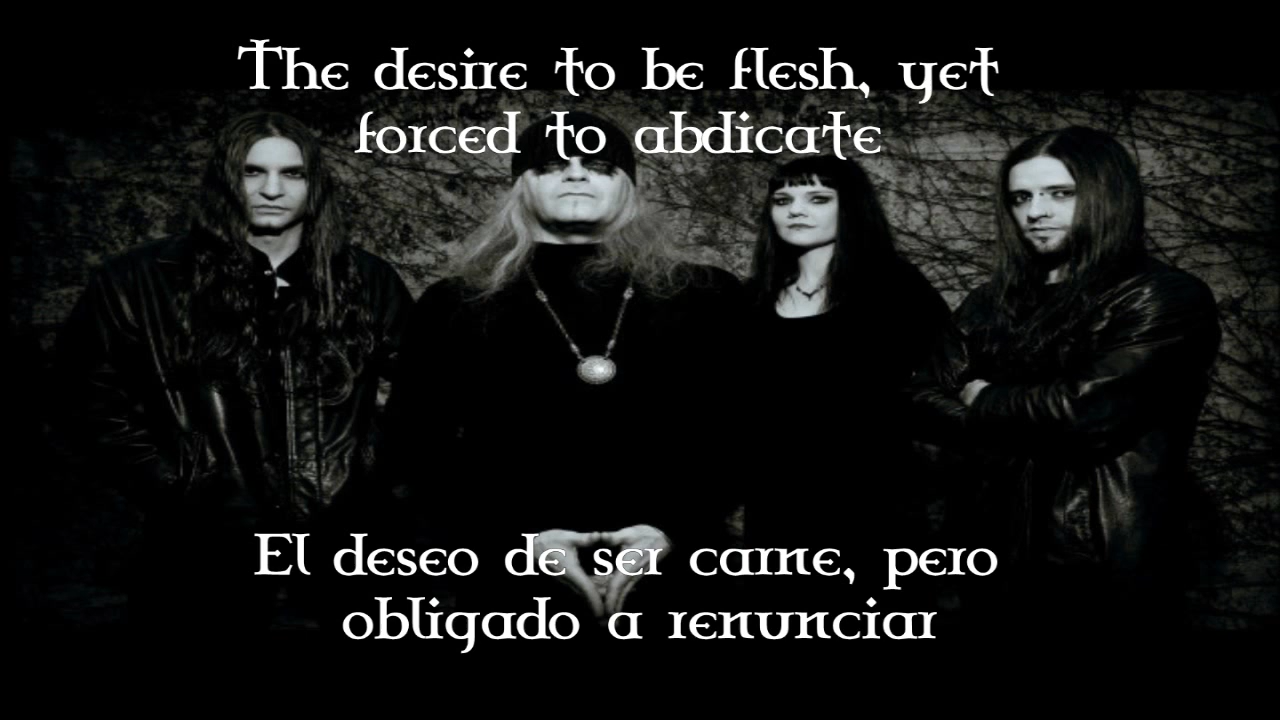 The desire to be flesh, yet
forced to abdicate
El deseo de ser carne, pero
obligado a renunciar